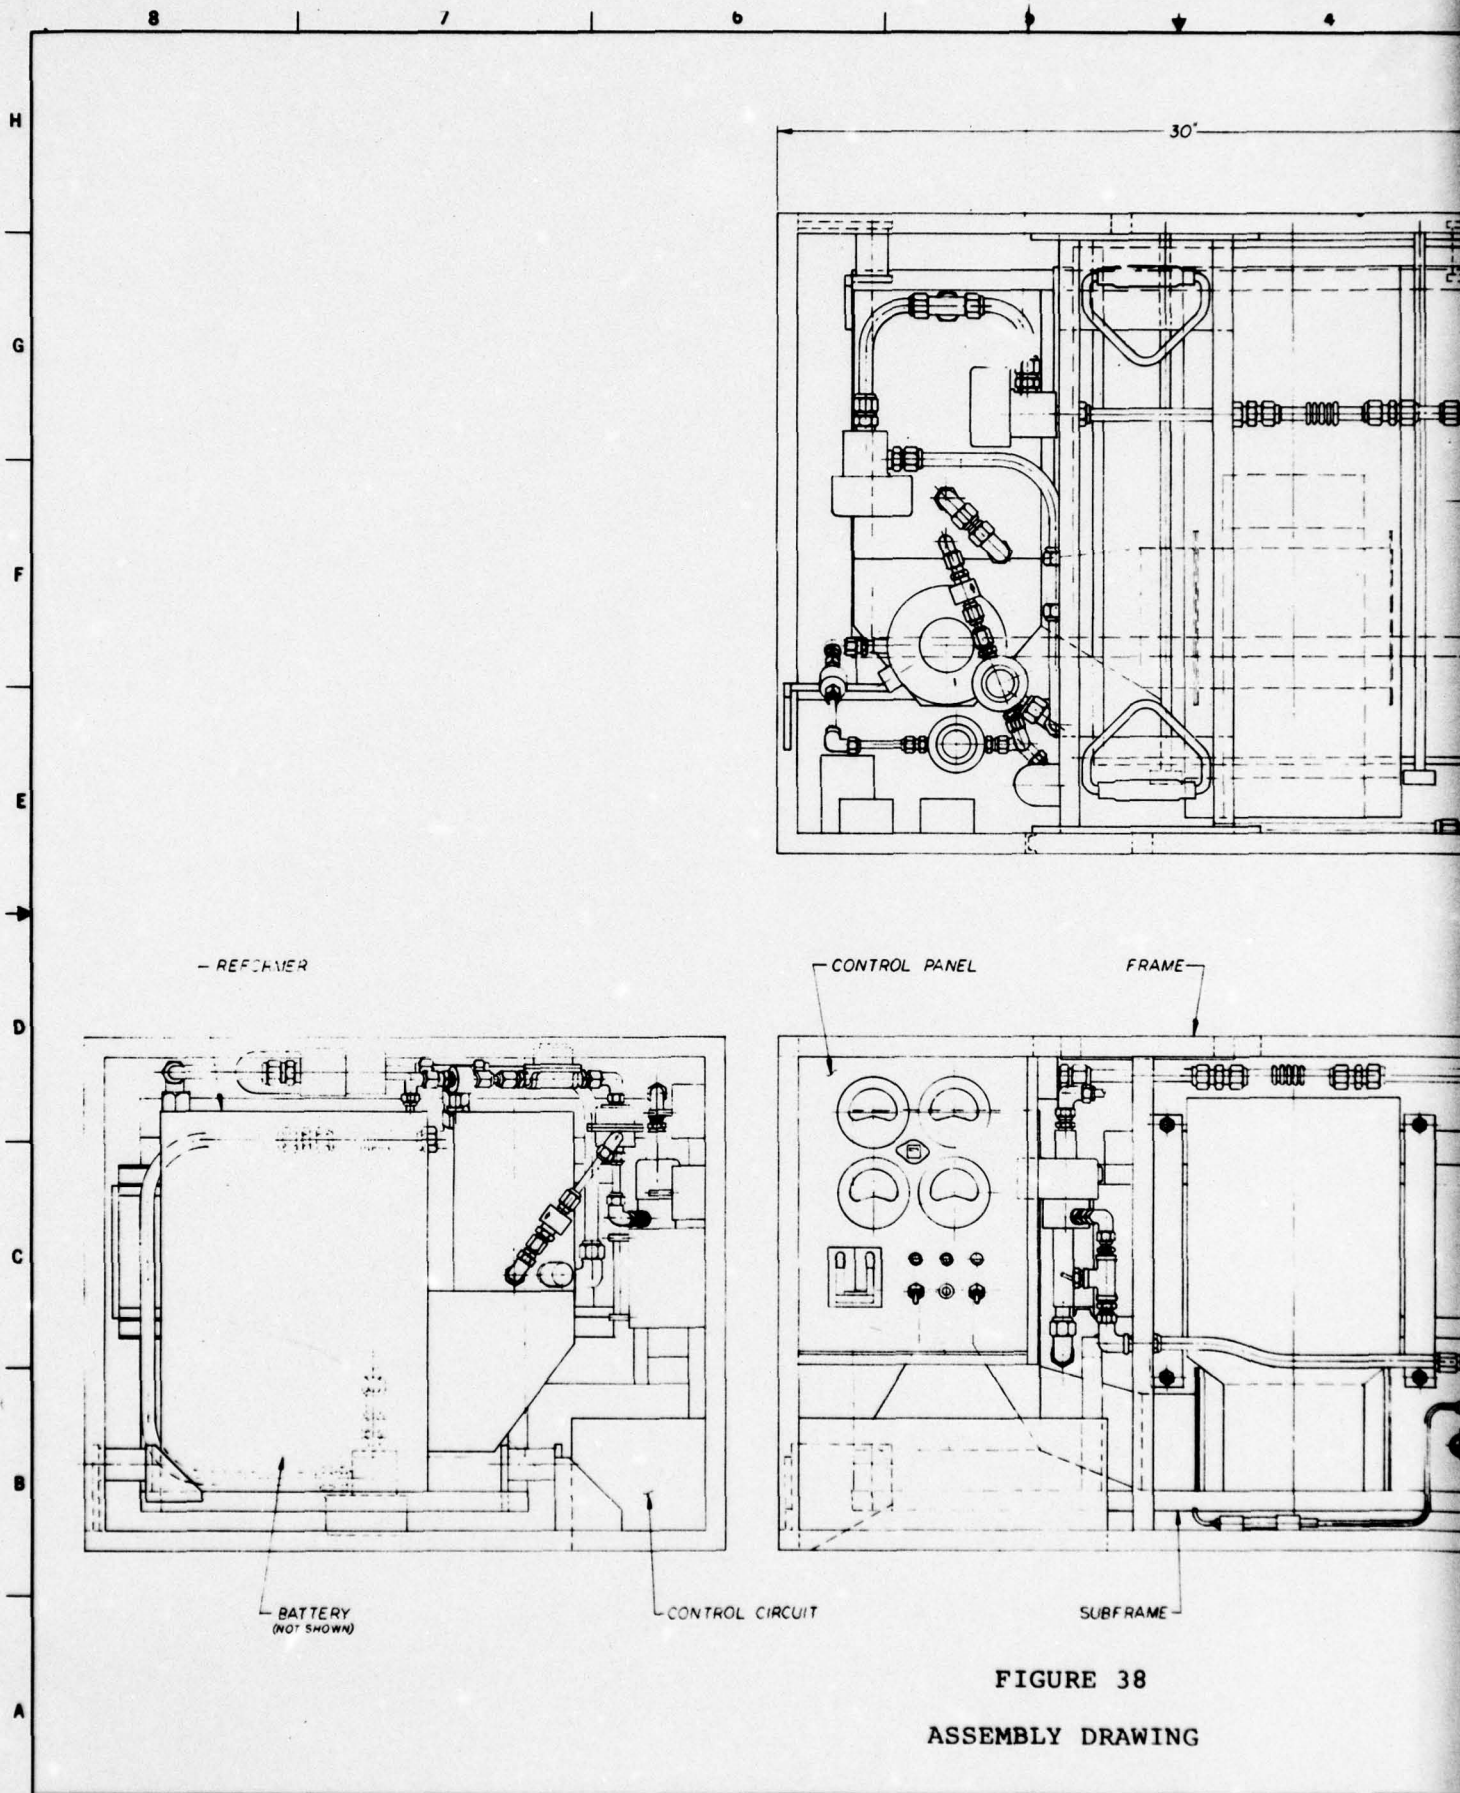 8 7 6 5 4
H
30"
G
F
E
REFORMER
CONTROL PANEL
FRAME
D
C
B
BATTERY
(NOT SHOWN)
CONTROL CIRCUIT
SUBFRAME
FIGURE 38
A
ASSEMBLY DRAWING